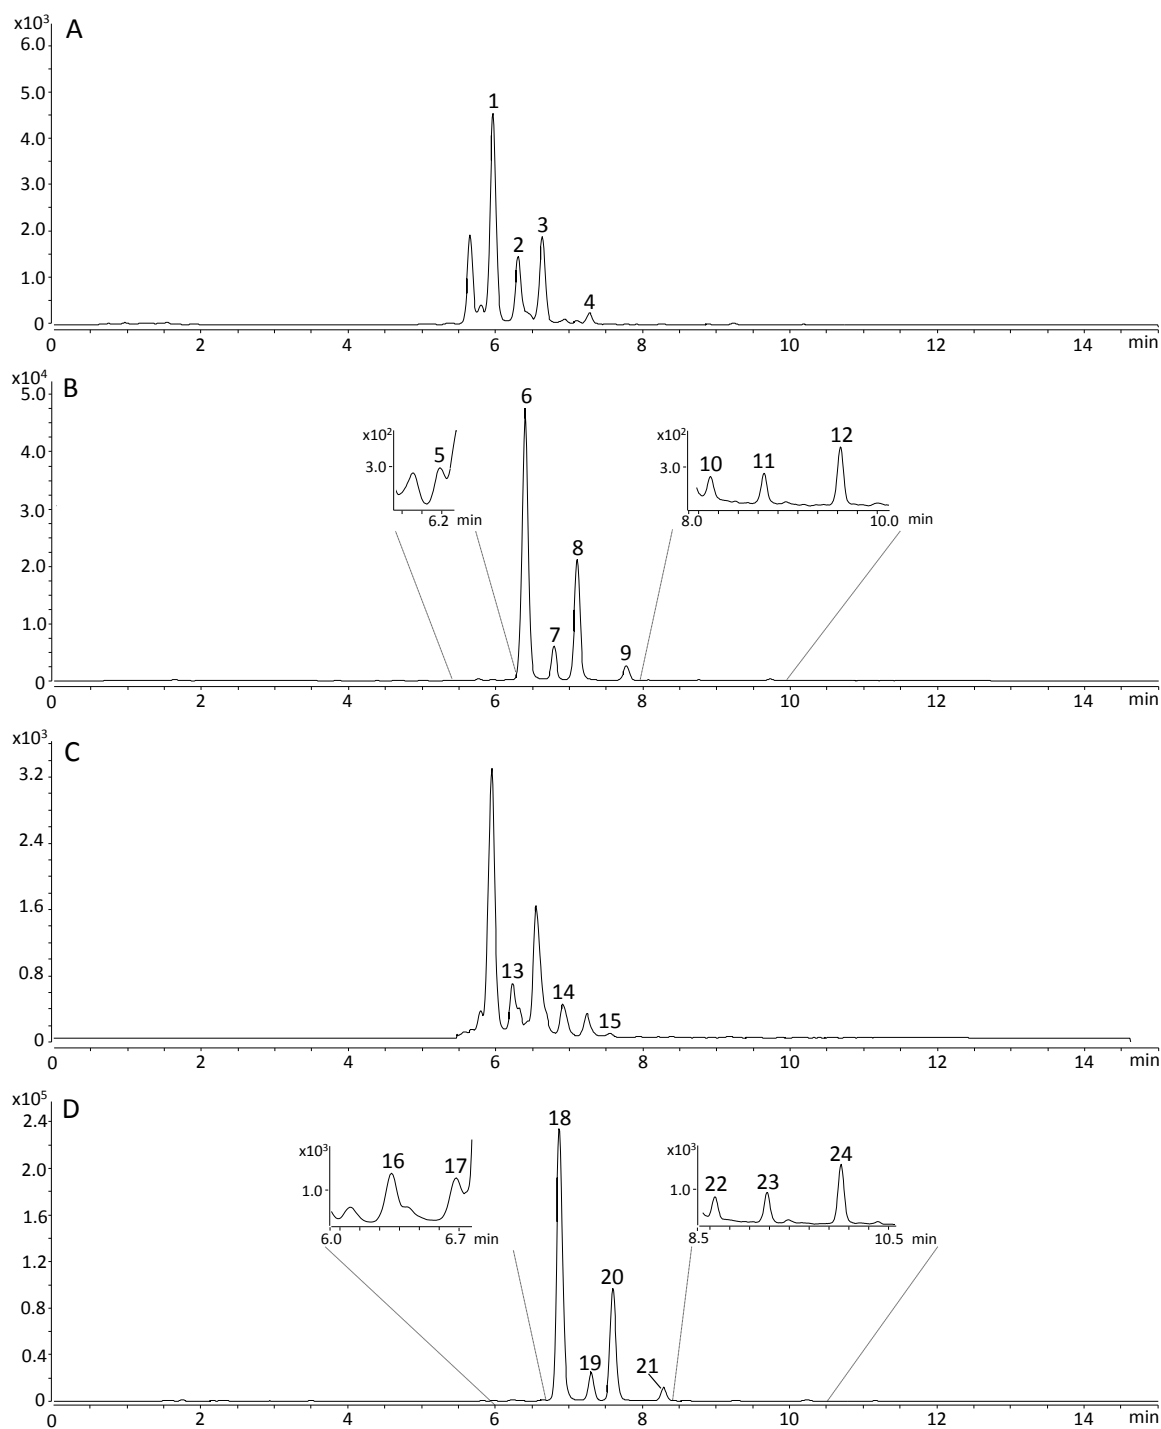 x10³
A
6.0
1
5.0
4.0
3.0
2.0
2 3
1.0
4
0
0 2 4 6 8 10 12 14 min
x10⁴
B
5.0
6
x10² x10² 12
4.0
5
3.0 3.0 10 11
6.2 min 8.0 10.0 min
3.0
8
2.0
1.0
7 9
0
0 2 4 6 8 10 12 14 min
x10³
C
3.2
2.4
1.6
0.8
13
14
15
0
0 2 4 6 8 10 12 14 min
x10⁵
D
2.4
18
x10³ 16 17 x10³ 24
2.0
1.0 1.0 22 23
1.6
6.0 6.7 min 8.5 10.5 min
1.2
20
0.8
0.4
19 21
0
0 2 4 6 8 10 12 14 min